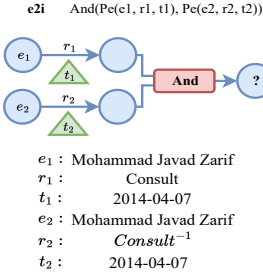 e2i And(Pe(e1, r1, t1), Pe(e2, r2, t2))
e₁ r₁
t₁
And ?
e₂ r₂
t₂
e₁ : Mohammad Javad Zarif
r₁ : Consult
t₁ : 2014-04-07
e₂ : Mohammad Javad Zarif
r₂ : Consult⁻¹
t₂ : 2014-04-07